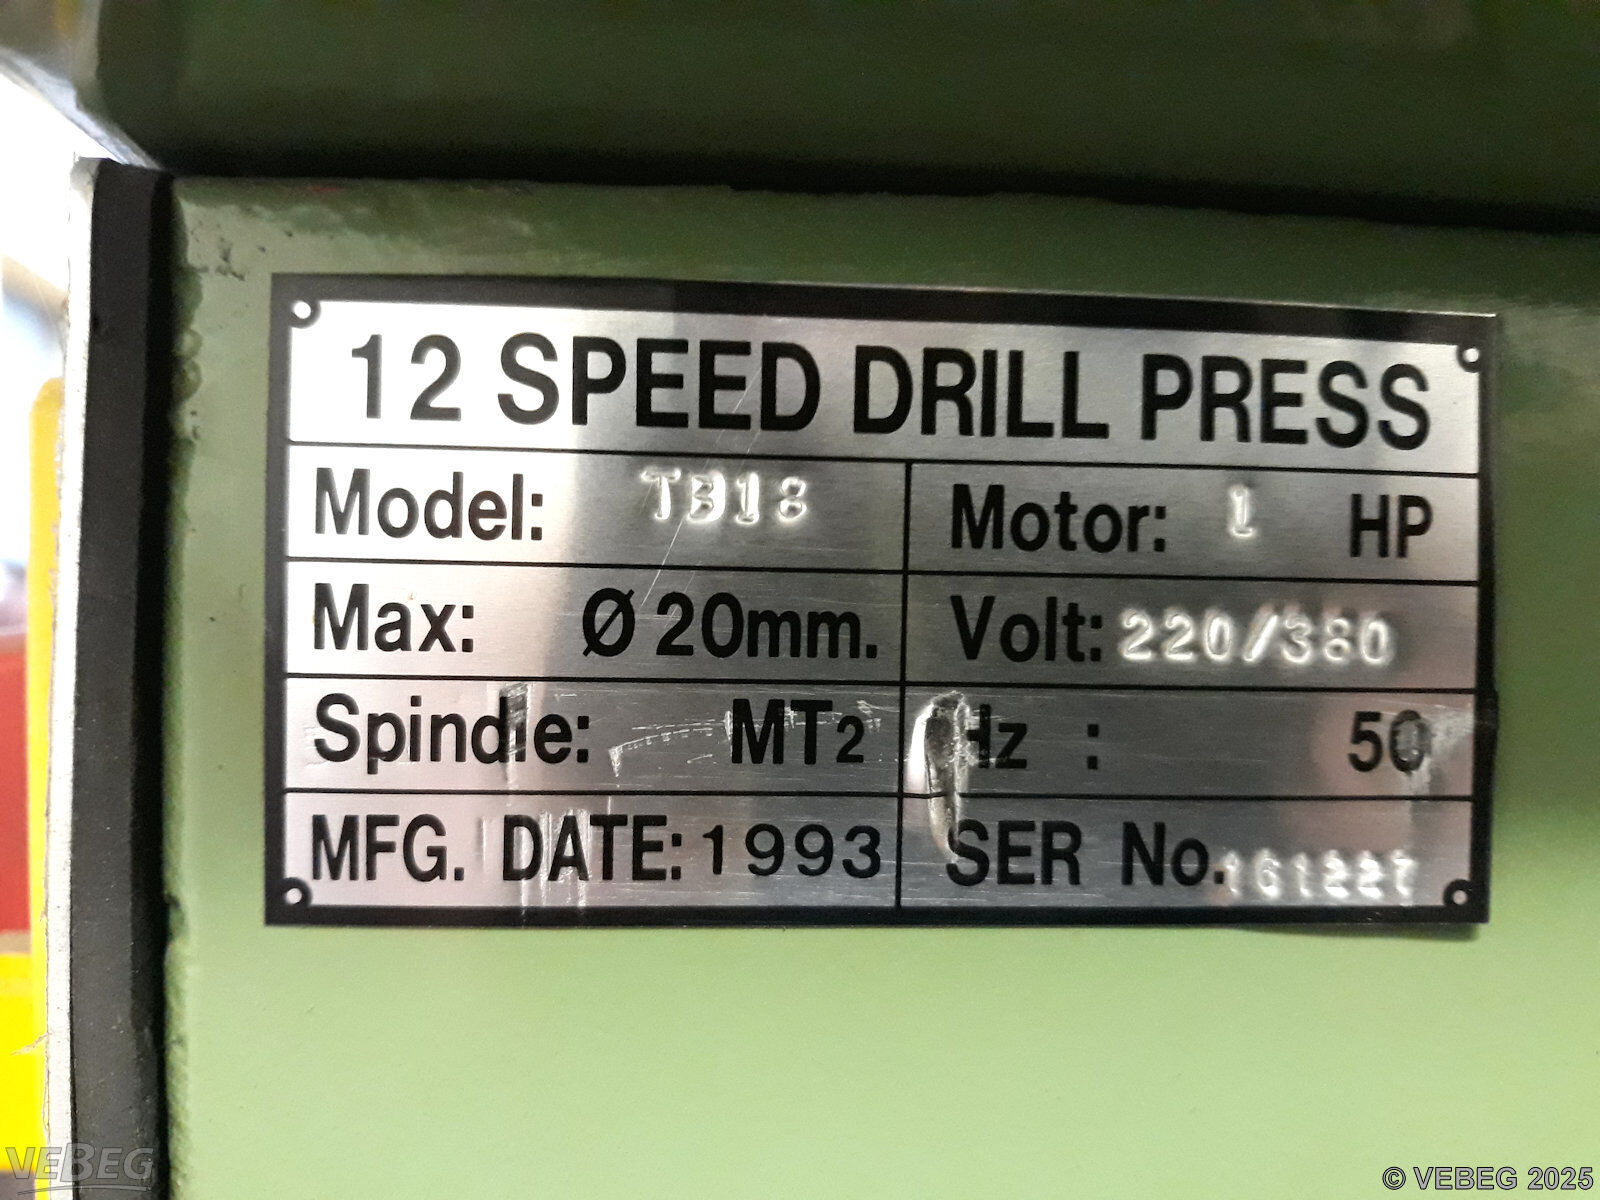 12 SPEED DRILL PRESS
Model: TB18
Motor: 1 HP
Max: Ø 20mm.
Volt: 220/380
Spindle: MT2
Hz : 50
MFG. DATE: 1993
SER No. 161227
VEBEG
© VEBEG 2025